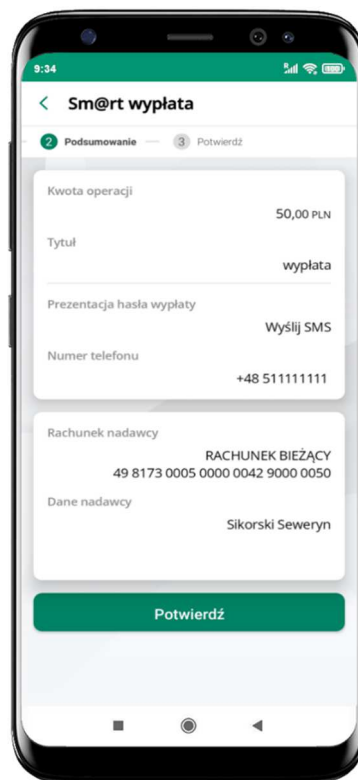 9:34
Sm@rt wypłata
2 Podsumowanie 3 Potwierdź
Kwota operacji
50,00 PLN
Tytuł
wypłata
Prezentacja hasła wypłaty
Wyślij SMS
Numer telefonu
+48 511111111
Rachunek nadawcy
RACHUNEK BIEŻĄCY
49 8173 0005 0000 0042 9000 0050
Dane nadawcy
Sikorski Seweryn
Potwierdź